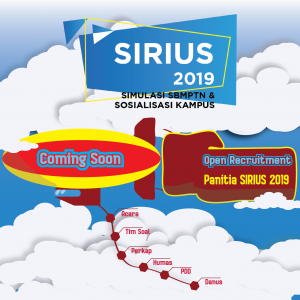 SIRIUS
2019
SIMULASI SBMPTN &
SOSIALISASI KAMPUS
Coming Soon
Open Recruitment
Panitia SIRIUS 2019
Acara
Tim Soal
Perkap
Humas
PDD
Danus